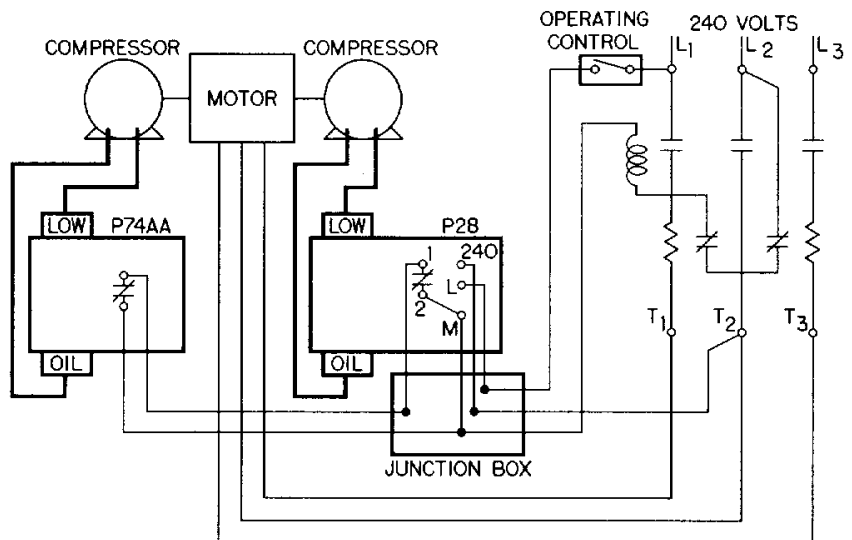 OPERATING
CONTROL
240 VOLTS
L1
L2
L3
COMPRESSOR
COMPRESSOR
MOTOR
LOW
P74AA
LOW
P28
1
240
L
2
M
T1
T2
T3
OIL
OIL
JUNCTION BOX